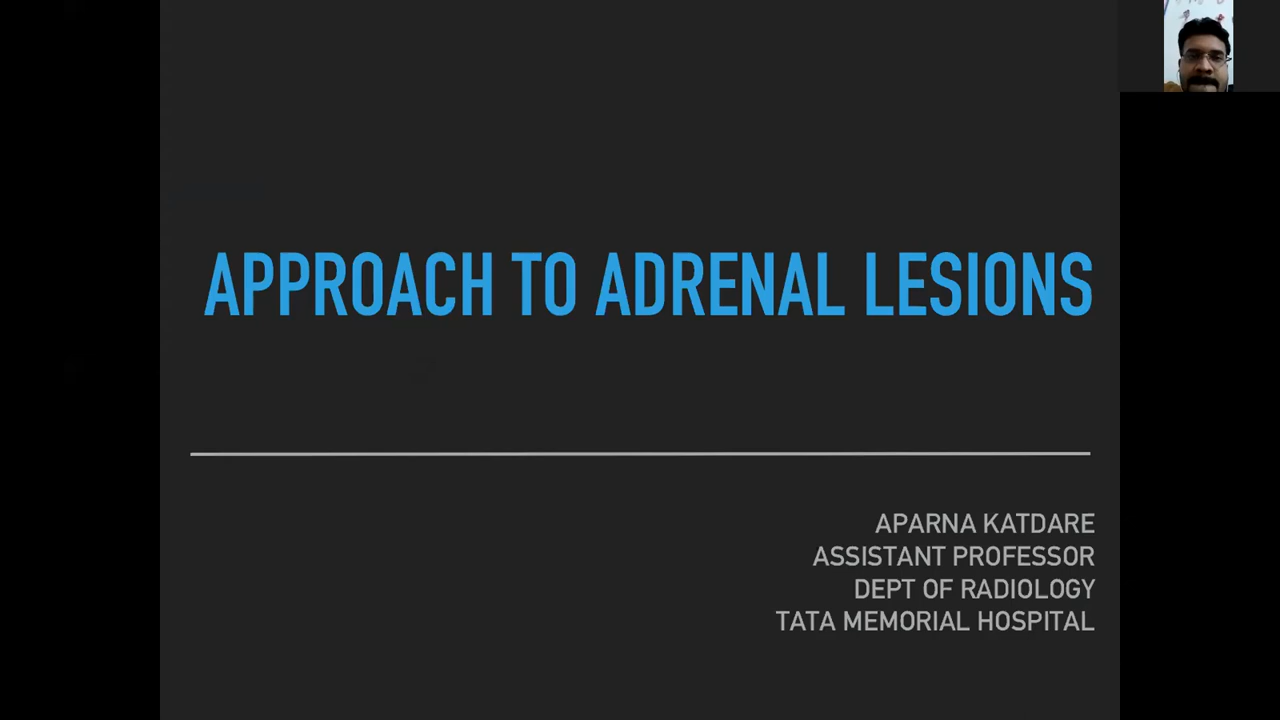 APPROACH TO ADRENAL LESIONS
APARNA KATDARE
ASSISTANT PROFESSOR
DEPT OF RADIOLOGY
TATA MEMORIAL HOSPITAL